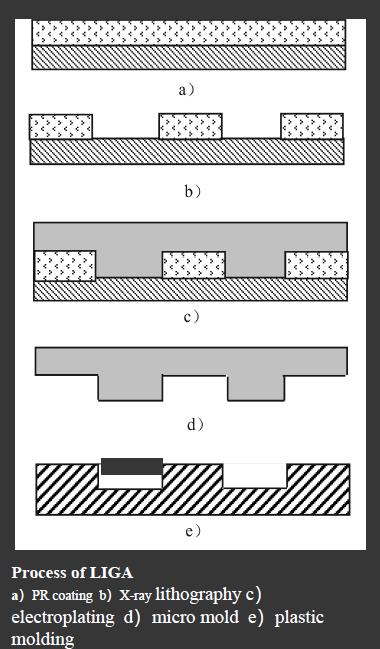 a)
b)
c)
d)
e)
Process of LIGA
a) PR coating b) X-ray lithography c)
electroplating d) micro mold e) plastic
molding